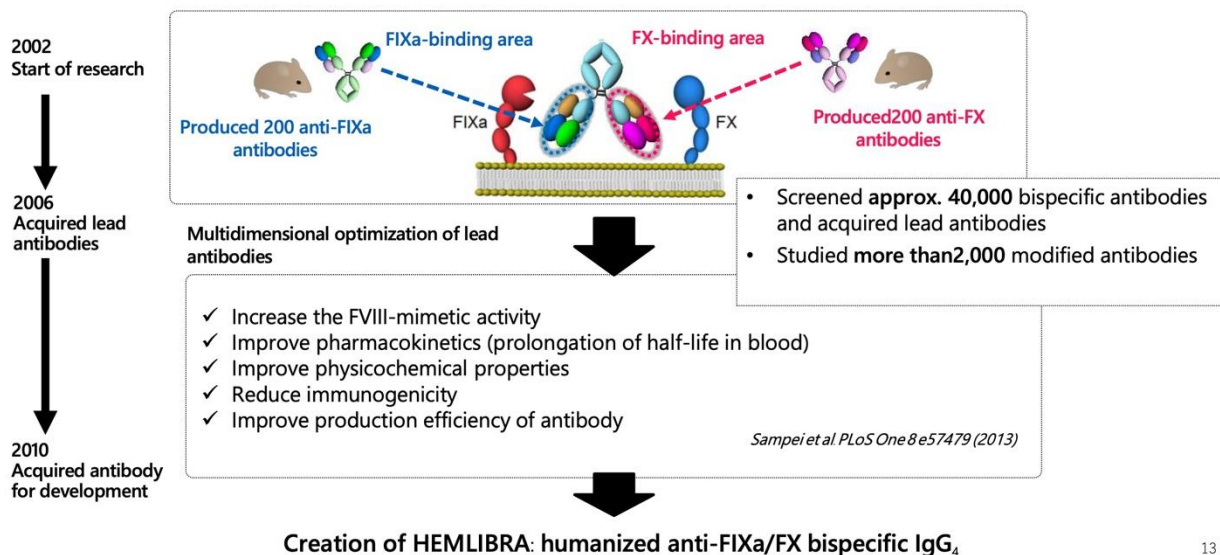 2002
Start of research
FIXa-binding area
FX-binding area
FIXa
FX
Produced 200 anti-FIXa
antibodies
Produced200 anti-FX
antibodies
2006
Acquired lead
antibodies
• Screened approx. 40,000 bispecific antibodies
and acquired lead antibodies
• Studied more than2,000 modified antibodies
Multidimensional optimization of lead
antibodies
✓ Increase the FVIII-mimetic activity
✓ Improve pharmacokinetics (prolongation of half-life in blood)
✓ Improve physicochemical properties
✓ Reduce immunogenicity
✓ Improve production efficiency of antibody
Sampei et al. PLoS One 8 e57479 (2013)
2010
Acquired antibody
for development
Creation of HEMLIBRA: humanized anti-FIXa/FX bispecific IgG₄
13